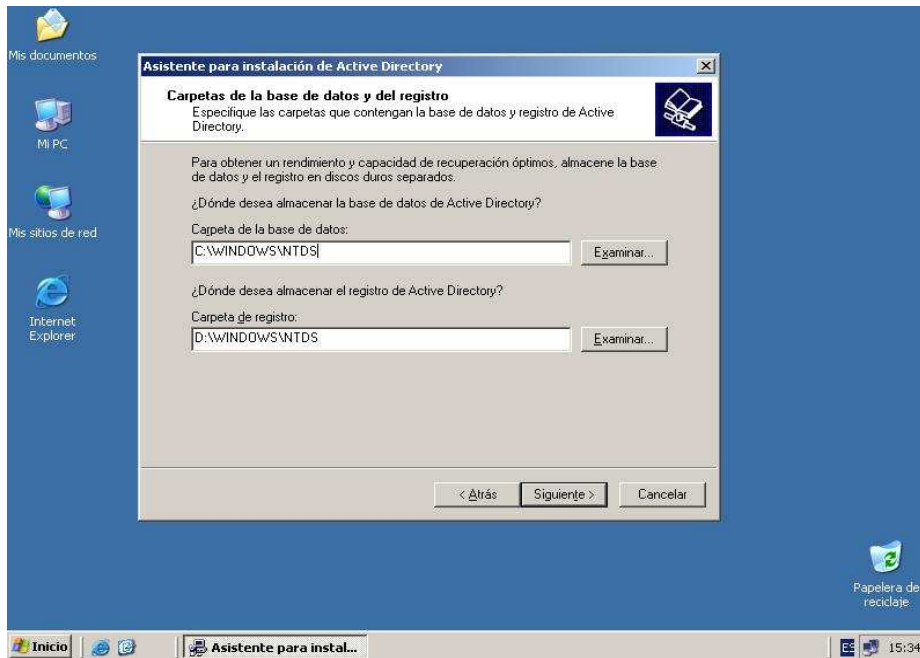 Mis documentos
Mi PC
Mis sitios de red
Internet
Explorer
Asistente para instalación de Active Directory
Carpetas de la base de datos y del registro
Especifique las carpetas que contengan la base de datos y registro de Active
Directory.
Para obtener un rendimiento y capacidad de recuperación óptimos, almacene la base
de datos y el registro en discos duros separados.
¿Dónde desea almacenar la base de datos de Active Directory?
Carpeta de la base de datos:
C:\WINDOWS\NTDS
Examinar...
¿Dónde desea almacenar el registro de Active Directory?
Carpeta de registro:
D:\WINDOWS\NTDS
Examinar...
< Atrás
Siguiente >
Cancelar
Papelera de
reciclaje
Inicio
Asistente para instal...
ES
15:34